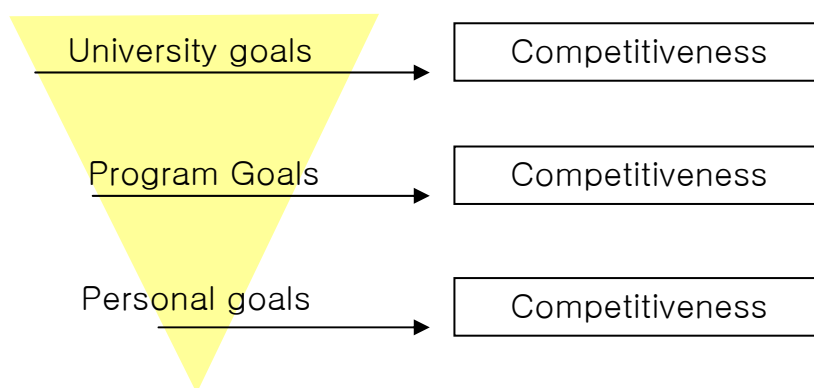 University goals
Competitiveness
Program Goals
Competitiveness
Personal goals
Competitiveness